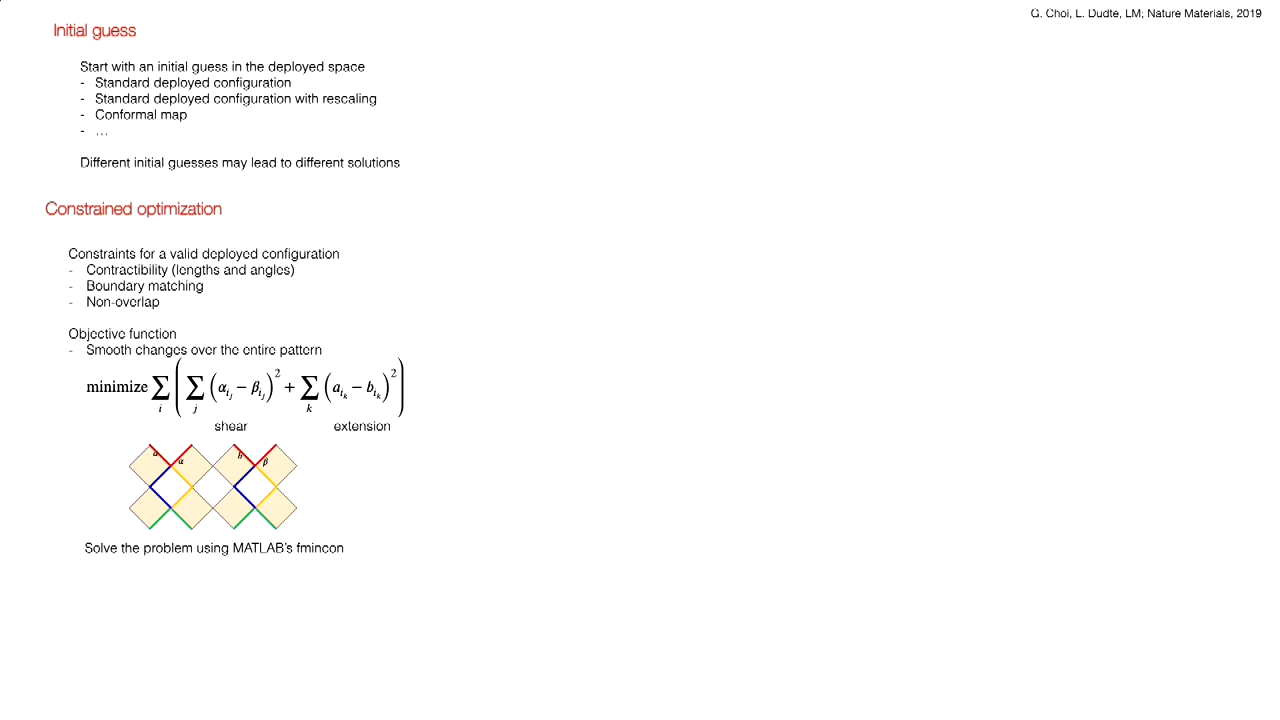 G. Choi, L. Dudte, LM; Nature Materials, 2019
Initial guess
Start with an initial guess in the deployed space
- Standard deployed configuration
- Standard deployed configuration with rescaling
- Conformal map
- ...
Different initial guesses may lead to different solutions
Constrained optimization
Constraints for a valid deployed configuration
- Contractibility (lengths and angles)
- Boundary matching
- Non-overlap
Objective function
- Smooth changes over the entire pattern
minimize ∑_i ( ∑_j (α_{i_j} − β_{i_j})^2 + ∑_k (a_{i_k} − b_{i_k})^2 )
shear extension
a α b β
Solve the problem using MATLAB's fmincon